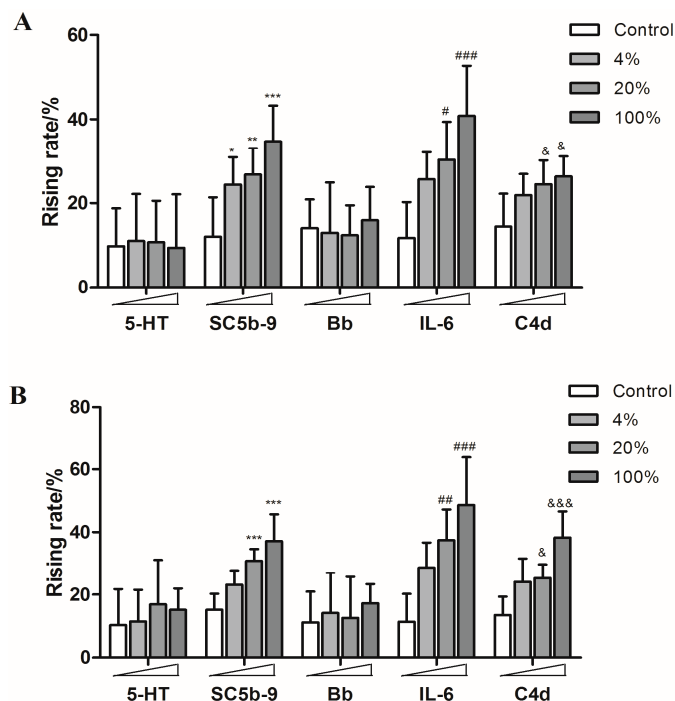 A
60
40
20
0
Rising rate/%
Control
4%
20%
100%
*
**
***
#
###
&
&
5-HT
SC5b-9
Bb
IL-6
C4d
B
80
60
40
20
0
Rising rate/%
Control
4%
20%
100%
***
***
##
###
&
&&&
5-HT
SC5b-9
Bb
IL-6
C4d